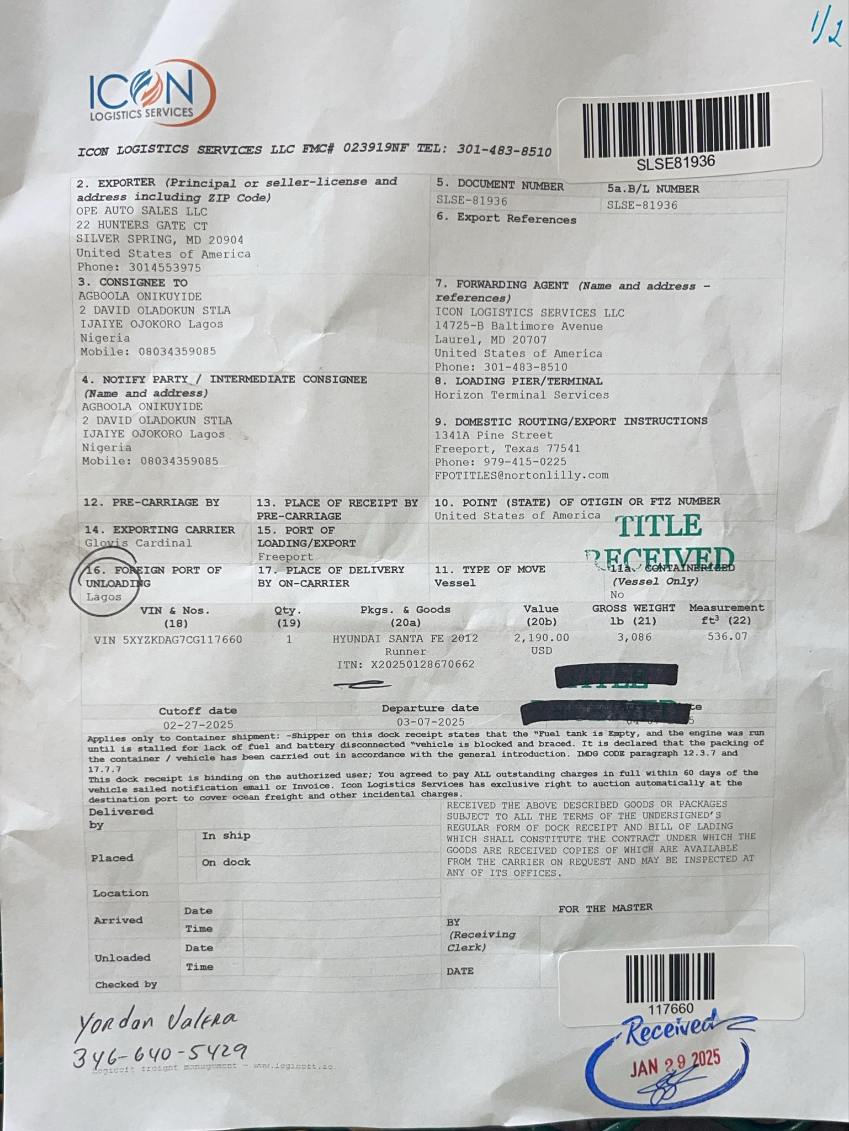 1/2
ICON
LOGISTICS SERVICES
SLSE81936
ICON LOGISTICS SERVICES LLC FMC# 023919NF TEL: 301-483-8510
2. EXPORTER (Principal or seller-license and
address including ZIP Code)
OPE AUTO SALES LLC
22 HUNTERS GATE CT
SILVER SPRING, MD 20904
United States of America
Phone: 3014553975
5. DOCUMENT NUMBER
SLSE-81936
5a.B/L NUMBER
SLSE-81936
6. Export References
3. CONSIGNEE TO
AGBOOLA ONIKUYIDE
2 DAVID OLADOKUN STLA
IJAIYE OJOKORO Lagos
Nigeria
Mobile: 08034359085
7. FORWARDING AGENT (Name and address -
references)
ICON LOGISTICS SERVICES LLC
14725-B Baltimore Avenue
Laurel, MD 20707
United States of America
Phone: 301-483-8510
4. NOTIFY PARTY / INTERMEDIATE CONSIGNEE
(Name and address)
AGBOOLA ONIKUYIDE
2 DAVID OLADOKUN STLA
IJAIYE OJOKORO Lagos
Nigeria
Mobile: 08034359085
8. LOADING PIER/TERMINAL
Horizon Terminal Services
9. DOMESTIC ROUTING/EXPORT INSTRUCTIONS
1341A Pine Street
Freeport, Texas 77541
Phone: 979-415-0225
FPOTITLES@nortonlilly.com
12. PRE-CARRIAGE BY
13. PLACE OF RECEIPT BY
PRE-CARRIAGE
10. POINT (STATE) OF OTIGIN OR FTZ NUMBER
United States of America
TITLE
RECEIVED
14. EXPORTING CARRIER
Glovis Cardinal
15. PORT OF
LOADING/EXPORT
Freeport
16. FOREIGN PORT OF
UNLOADING
Lagos
17. PLACE OF DELIVERY
BY ON-CARRIER
11. TYPE OF MOVE
Vessel
11a. CONTAINERIZED
(Vessel Only)
No
VIN & Nos.
(18)
Qty.
(19)
Pkgs. & Goods
(20a)
Value
(20b)
GROSS WEIGHT
lb (21)
Measurement
ft³ (22)
VIN 5XYZKDAG7CG117660
1
HYUNDAI SANTA FE 2012
Runner
ITN: X20250128670662
2,190.00
USD
3,086
536.07
Cutoff date
02-27-2025
Departure date
03-07-2025
Applies only to Container shipment: -Shipper on this dock receipt states that the "Fuel tank is Empty, and the engine was run
until is stalled for lack of fuel and battery disconnected "vehicle is blocked and braced. It is declared that the packing of
the container / vehicle has been carried out in accordance with the general introduction. IMDG CODE paragraph 12.3.7 and
17.7.7
This dock receipt is binding on the authorized user; You agreed to pay ALL outstanding charges in full within 60 days of the
vehicle sailed notification email or Invoice. Icon Logistics Services has exclusive right to auction automatically at the
destination port to cover ocean freight and other incidental charges.
Delivered
by
In ship
Placed
On dock
Location
Arrived
Date
Time
Unloaded
Date
Time
Checked by
RECEIVED THE ABOVE DESCRIBED GOODS OR PACKAGES
SUBJECT TO ALL THE TERMS OF THE UNDERSIGNED'S
REGULAR FORM OF DOCK RECEIPT AND BILL OF LADING
WHICH SHALL CONSTITUTE THE CONTRACT UNDER WHICH THE
GOODS ARE RECEIVED COPIES OF WHICH ARE AVAILABLE
FROM THE CARRIER ON REQUEST AND MAY BE INSPECTED AT
ANY OF ITS OFFICES.
FOR THE MASTER
BY
(Receiving
Clerk)
DATE
117660
Received
JAN 29 2025
Yordan Valera
346-640-5429